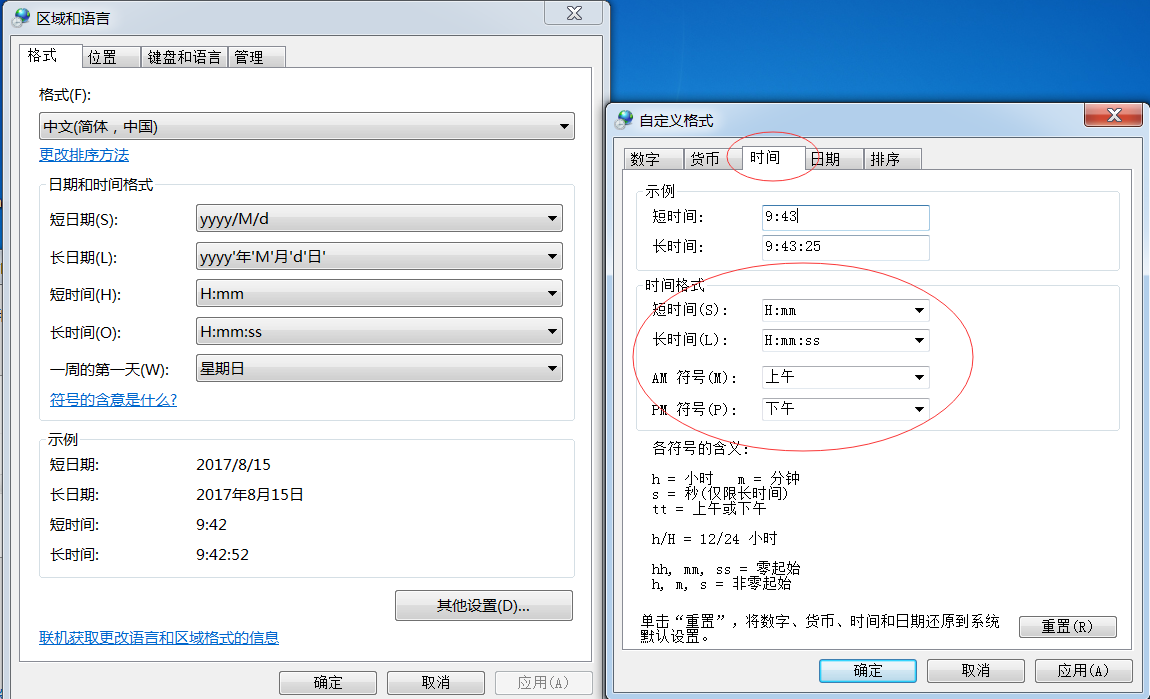 区域和语言
格式 位置 键盘和语言 管理
格式(F):
中文(简体，中国)
更改排序方法
日期和时间格式
短日期(S): yyyy/M/d
长日期(L): yyyy'年'M'月'd'日'
短时间(H): H:mm
长时间(O): H:mm:ss
一周的第一天(W): 星期日
符号的含意是什么?
示例
短日期: 2017/8/15
长日期: 2017年8月15日
短时间: 9:42
长时间: 9:42:52
其他设置(D)...
联机获取更改语言和区域格式的信息
确定 取消 应用(A)
自定义格式
数字 货币 时间 日期 排序
示例
短时间: 9:43
长时间: 9:43:25
时间格式
短时间(S): H:mm
长时间(L): H:mm:ss
AM 符号(M): 上午
PM 符号(P): 下午
各符号的含义:
h = 小时 m = 分钟
s = 秒(仅限长时间)
tt = 上午或下午
h/H = 12/24 小时
hh, mm, ss = 零起始
h, m, s = 非零起始
单击“重置”，将数字、货币、时间和日期还原到系统
默认设置。
重置(R)
确定 取消 应用(A)